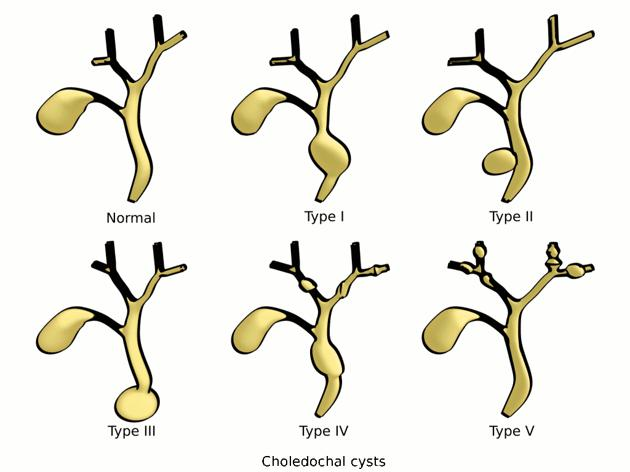 Normal
Type I
Type II
Type III
Type IV
Type V
Choledochal cysts